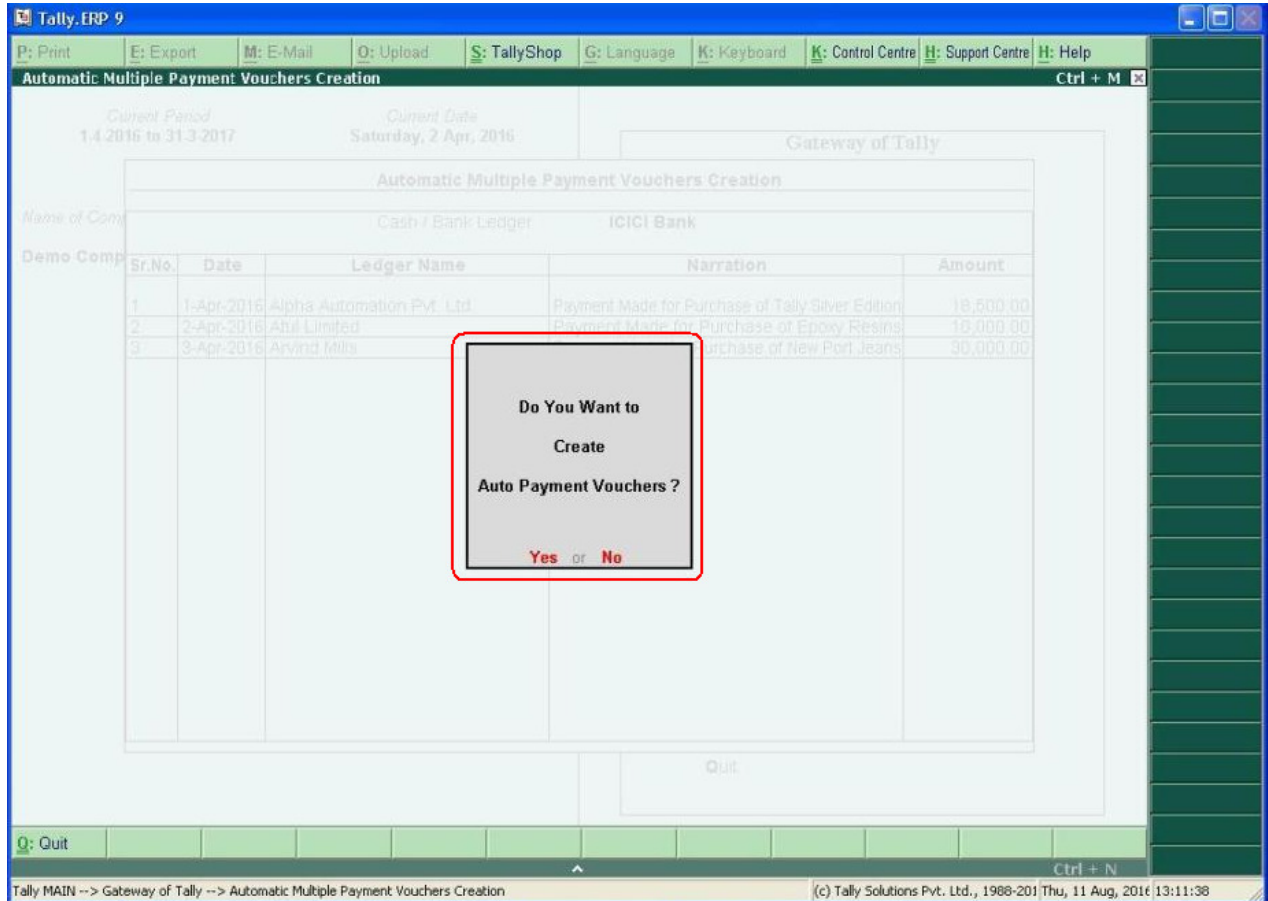 Tally.ERP 9
P: Print E: Export M: E-Mail O: Upload S: TallyShop G: Language K: Keyboard K: Control Centre H: Support Centre H: Help
Automatic Multiple Payment Vouchers Creation Ctrl + M
Current Period Current Date
1.4.2016 to 31.3.2017 Saturday, 2 Apr, 2016
Gateway of Tally
Automatic Multiple Payment Vouchers Creation
Name of Comp Cash / Bank Ledger ICICI Bank
Demo Comp
Sr.No. Date Ledger Name Narration Amount
1 1-Apr-2016 Alpha Automation Pvt. Ltd. Payment Made for Purchase of Tally Silver Edition 18,600.00
2 2-Apr-2016 Atul Limited Payment Made for Purchase of Epoxy Resins 10,000.00
3 3-Apr-2016 Arvind Mills Purchase of New Port Jeans 30,000.00
Do You Want to
Create
Auto Payment Vouchers ?
Yes or No
Quit
Q: Quit
Ctrl + N
Tally MAIN --> Gateway of Tally --> Automatic Multiple Payment Vouchers Creation (c) Tally Solutions Pvt. Ltd., 1988-201 Thu, 11 Aug, 2016 13:11:38